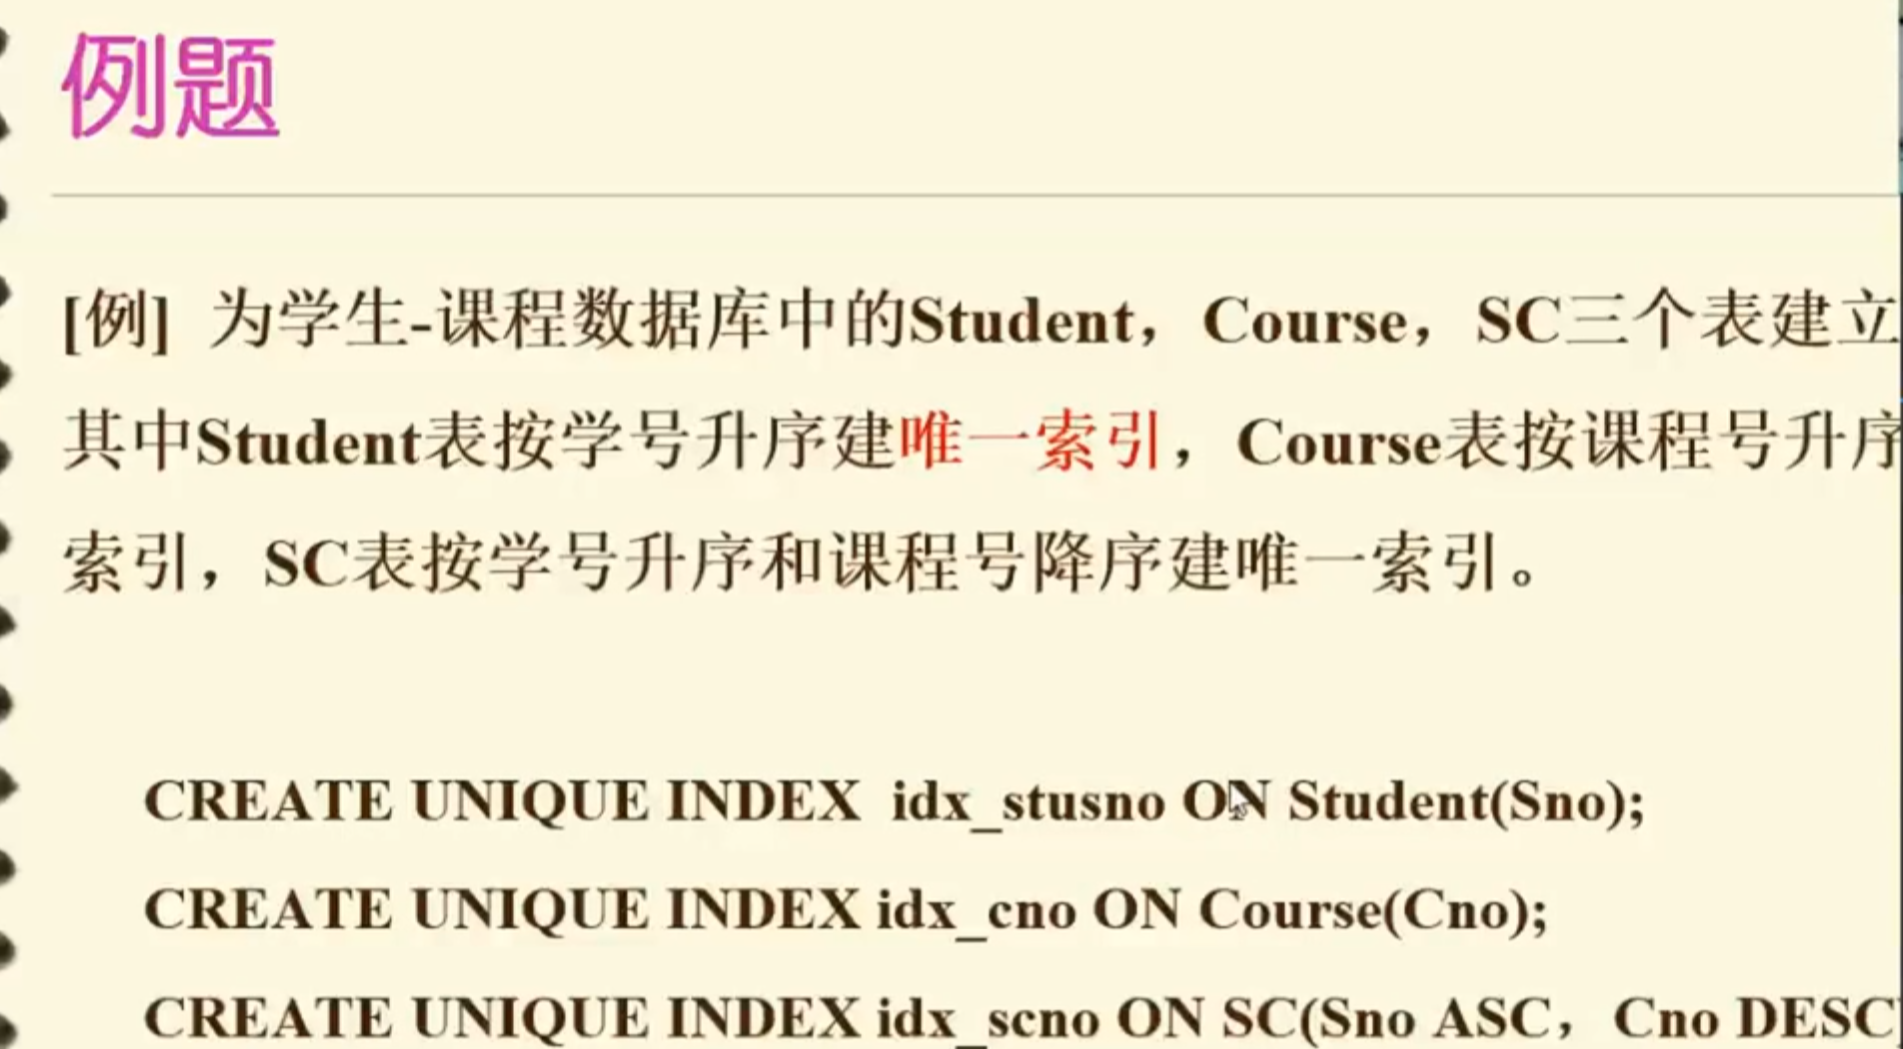 例题
[例] 为学生-课程数据库中的Student，Course，SC三个表建立
其中Student表按学号升序建唯一索引，Course表按课程号升序
索引，SC表按学号升序和课程号降序建唯一索引。
CREATE UNIQUE INDEX idx_stusno ON Student(Sno);
CREATE UNIQUE INDEX idx_cno ON Course(Cno);
CREATE UNIQUE INDEX idx_scno ON SC(Sno ASC，Cno DESC